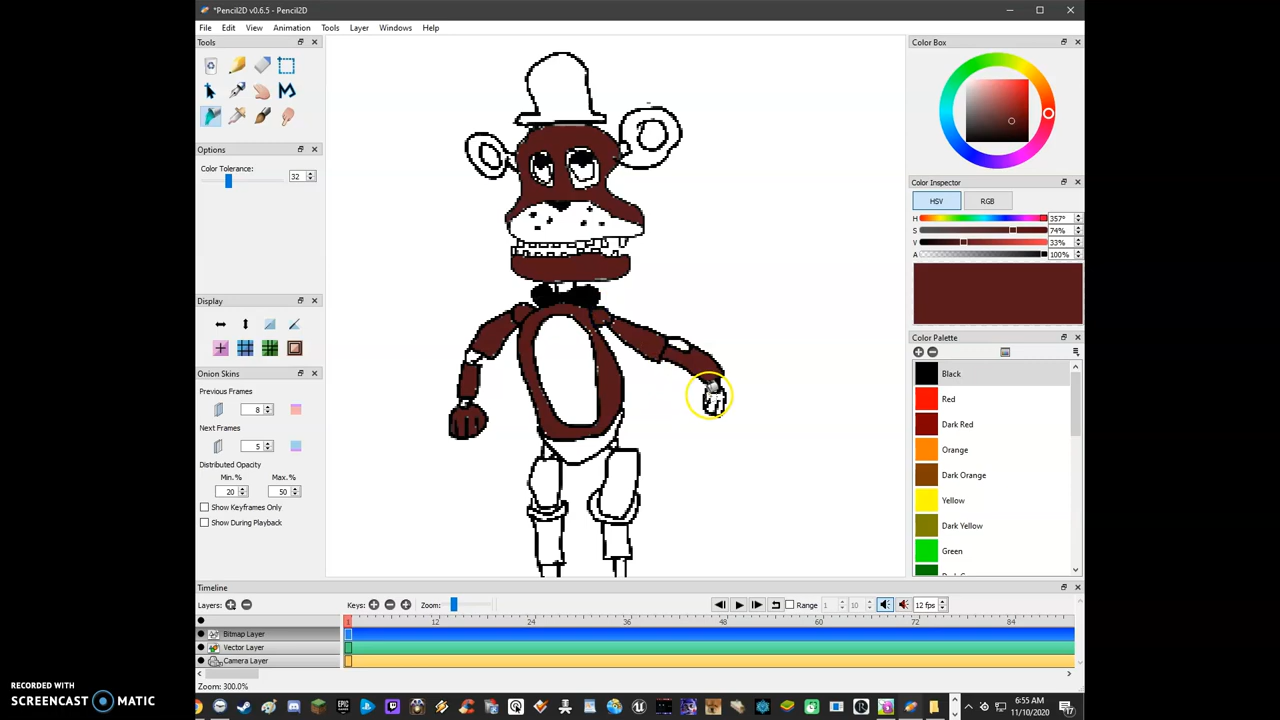 *Pencil2D v0.6.5 - Pencil2D
File Edit View Animation Tools Layer Windows Help
Tools
Options
Color Tolerance:
32
Display
Onion Skins
Previous Frames
8
Next Frames
5
Distributed Opacity
Min.% Max.%
20 50
Show Keyframes Only
Show During Playback
Color Box
Color Inspector
HSV RGB
H 357°
S 74%
V 33%
A 100%
Color Palette
Black
Red
Dark Red
Orange
Dark Orange
Yellow
Dark Yellow
Green
Timeline
Layers: Keys: Zoom: Range 1 10 12 fps
1 12 24 36 48 60 72 84
Bitmap Layer
Vector Layer
Camera Layer
Zoom: 300.0%
RECORDED WITH
SCREENCAST MATIC
EPIC
6:55 AM
11/10/2020
17